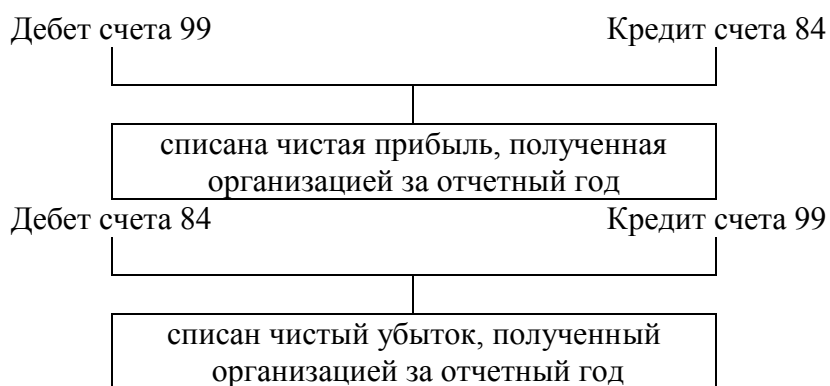 Дебет счета 99 Кредит счета 84
списана чистая прибыль, полученная
организацией за отчетный год
Дебет счета 84 Кредит счета 99
списан чистый убыток, полученный
организацией за отчетный год